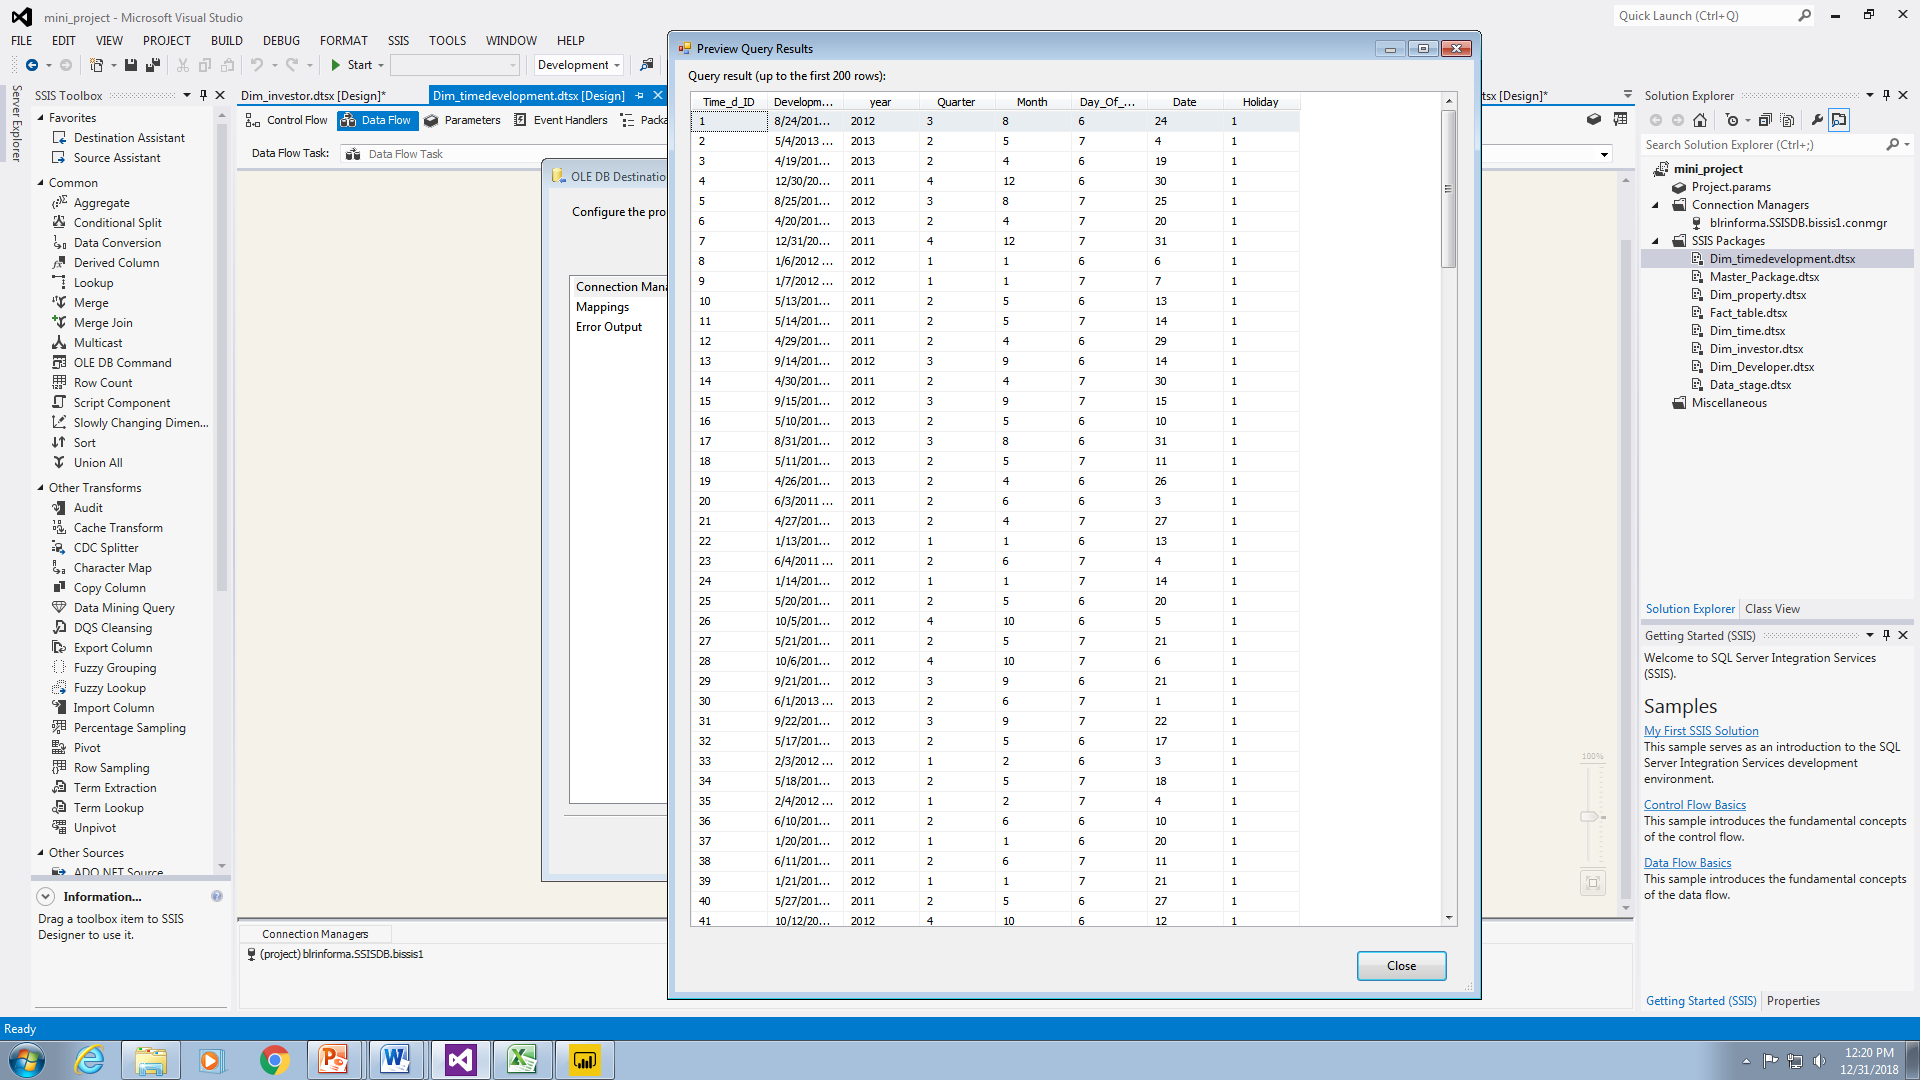 mini_project - Microsoft Visual Studio
Quick Launch (Ctrl+Q)
FILE EDIT VIEW PROJECT BUILD DEBUG FORMAT SSIS TOOLS WINDOW HELP
Start Development
Server Explorer
SSIS Toolbox
Favorites
Destination Assistant
Source Assistant
Common
Aggregate
Conditional Split
Data Conversion
Derived Column
Lookup
Merge
Merge Join
Multicast
OLE DB Command
Row Count
Script Component
Slowly Changing Dimen...
Sort
Union All
Other Transforms
Audit
Cache Transform
CDC Splitter
Character Map
Copy Column
Data Mining Query
DQS Cleansing
Export Column
Fuzzy Grouping
Fuzzy Lookup
Import Column
Percentage Sampling
Pivot
Row Sampling
Term Extraction
Term Lookup
Unpivot
Other Sources
ADO NET Source
Information...
Drag a toolbox item to SSIS
Designer to use it.
Dim_investor.dtsx [Design]* Dim_timedevelopment.dtsx [Design] tsx [Design]*
Control Flow Data Flow Parameters Event Handlers Packa
Data Flow Task: Data Flow Task
OLE DB Destinatio
Configure the pro
Connection Mana
Mappings
Error Output
100%
Connection Managers
(project) blrinforma.SSISDB.bissis1
Preview Query Results
Query result (up to the first 200 rows):
Time_d_ID Developm... year Quarter Month Day_Of_... Date Holiday
1 8/24/201... 2012 3 8 6 24 1
2 5/4/2013 ... 2013 2 5 7 4 1
3 4/19/201... 2013 2 4 6 19 1
4 12/30/20... 2011 4 12 6 30 1
5 8/25/201... 2012 3 8 7 25 1
6 4/20/201... 2013 2 4 7 20 1
7 12/31/20... 2011 4 12 7 31 1
8 1/6/2012 ... 2012 1 1 6 6 1
9 1/7/2012 ... 2012 1 1 7 7 1
10 5/13/201... 2011 2 5 6 13 1
11 5/14/201... 2011 2 5 7 14 1
12 4/29/201... 2011 2 4 6 29 1
13 9/14/201... 2012 3 9 6 14 1
14 4/30/201... 2011 2 4 7 30 1
15 9/15/201... 2012 3 9 7 15 1
16 5/10/201... 2013 2 5 6 10 1
17 8/31/201... 2012 3 8 6 31 1
18 5/11/201... 2013 2 5 7 11 1
19 4/26/201... 2013 2 4 6 26 1
20 6/3/2011 ... 2011 2 6 6 3 1
21 4/27/201... 2013 2 4 7 27 1
22 1/13/201... 2012 1 1 6 13 1
23 6/4/2011 ... 2011 2 6 7 4 1
24 1/14/201... 2012 1 1 7 14 1
25 5/20/201... 2011 2 5 6 20 1
26 10/5/201... 2012 4 10 6 5 1
27 5/21/201... 2011 2 5 7 21 1
28 10/6/201... 2012 4 10 7 6 1
29 9/21/201... 2012 3 9 6 21 1
30 6/1/2013 ... 2013 2 6 7 1 1
31 9/22/201... 2012 3 9 7 22 1
32 5/17/201... 2013 2 5 6 17 1
33 2/3/2012 ... 2012 1 2 6 3 1
34 5/18/201... 2013 2 5 7 18 1
35 2/4/2012 ... 2012 1 2 7 4 1
36 6/10/201... 2011 2 6 6 10 1
37 1/20/201... 2012 1 1 6 20 1
38 6/11/201... 2011 2 6 7 11 1
39 1/21/201... 2012 1 1 7 21 1
40 5/27/201... 2011 2 5 6 27 1
41 10/12/20... 2012 4 10 6 12 1
Close
Solution Explorer
Search Solution Explorer (Ctrl+;)
mini_project
Project.params
Connection Managers
blrinforma.SSISDB.bissis1.conmgr
SSIS Packages
Dim_timedevelopment.dtsx
Master_Package.dtsx
Dim_property.dtsx
Fact_table.dtsx
Dim_time.dtsx
Dim_investor.dtsx
Dim_Developer.dtsx
Data_stage.dtsx
Miscellaneous
Solution Explorer Class View
Getting Started (SSIS)
Welcome to SQL Server Integration Services
(SSIS).
Samples
My First SSIS Solution
This sample serves as an introduction to the SQL
Server Integration Services development
environment.
Control Flow Basics
This sample introduces the fundamental concepts
of the control flow.
Data Flow Basics
This sample introduces the fundamental concepts
of the data flow.
Getting Started (SSIS) Properties
Ready
12:20 PM
12/31/2018